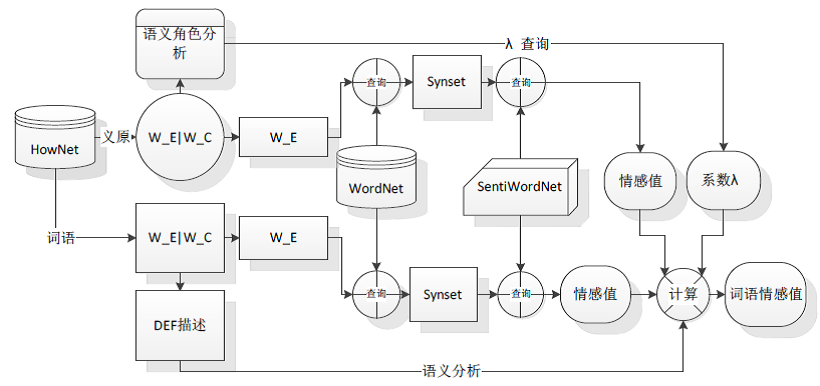 语义角色分
析
λ 查询
查询
Synset
查询
HowNet
义原
W_E|W_C
W_E
WordNet
SentiWordNet
情感值
系数λ
词语
W_E|W_C
W_E
查询
Synset
查询
情感值
计算
词语情感值
DEF描述
语义分析